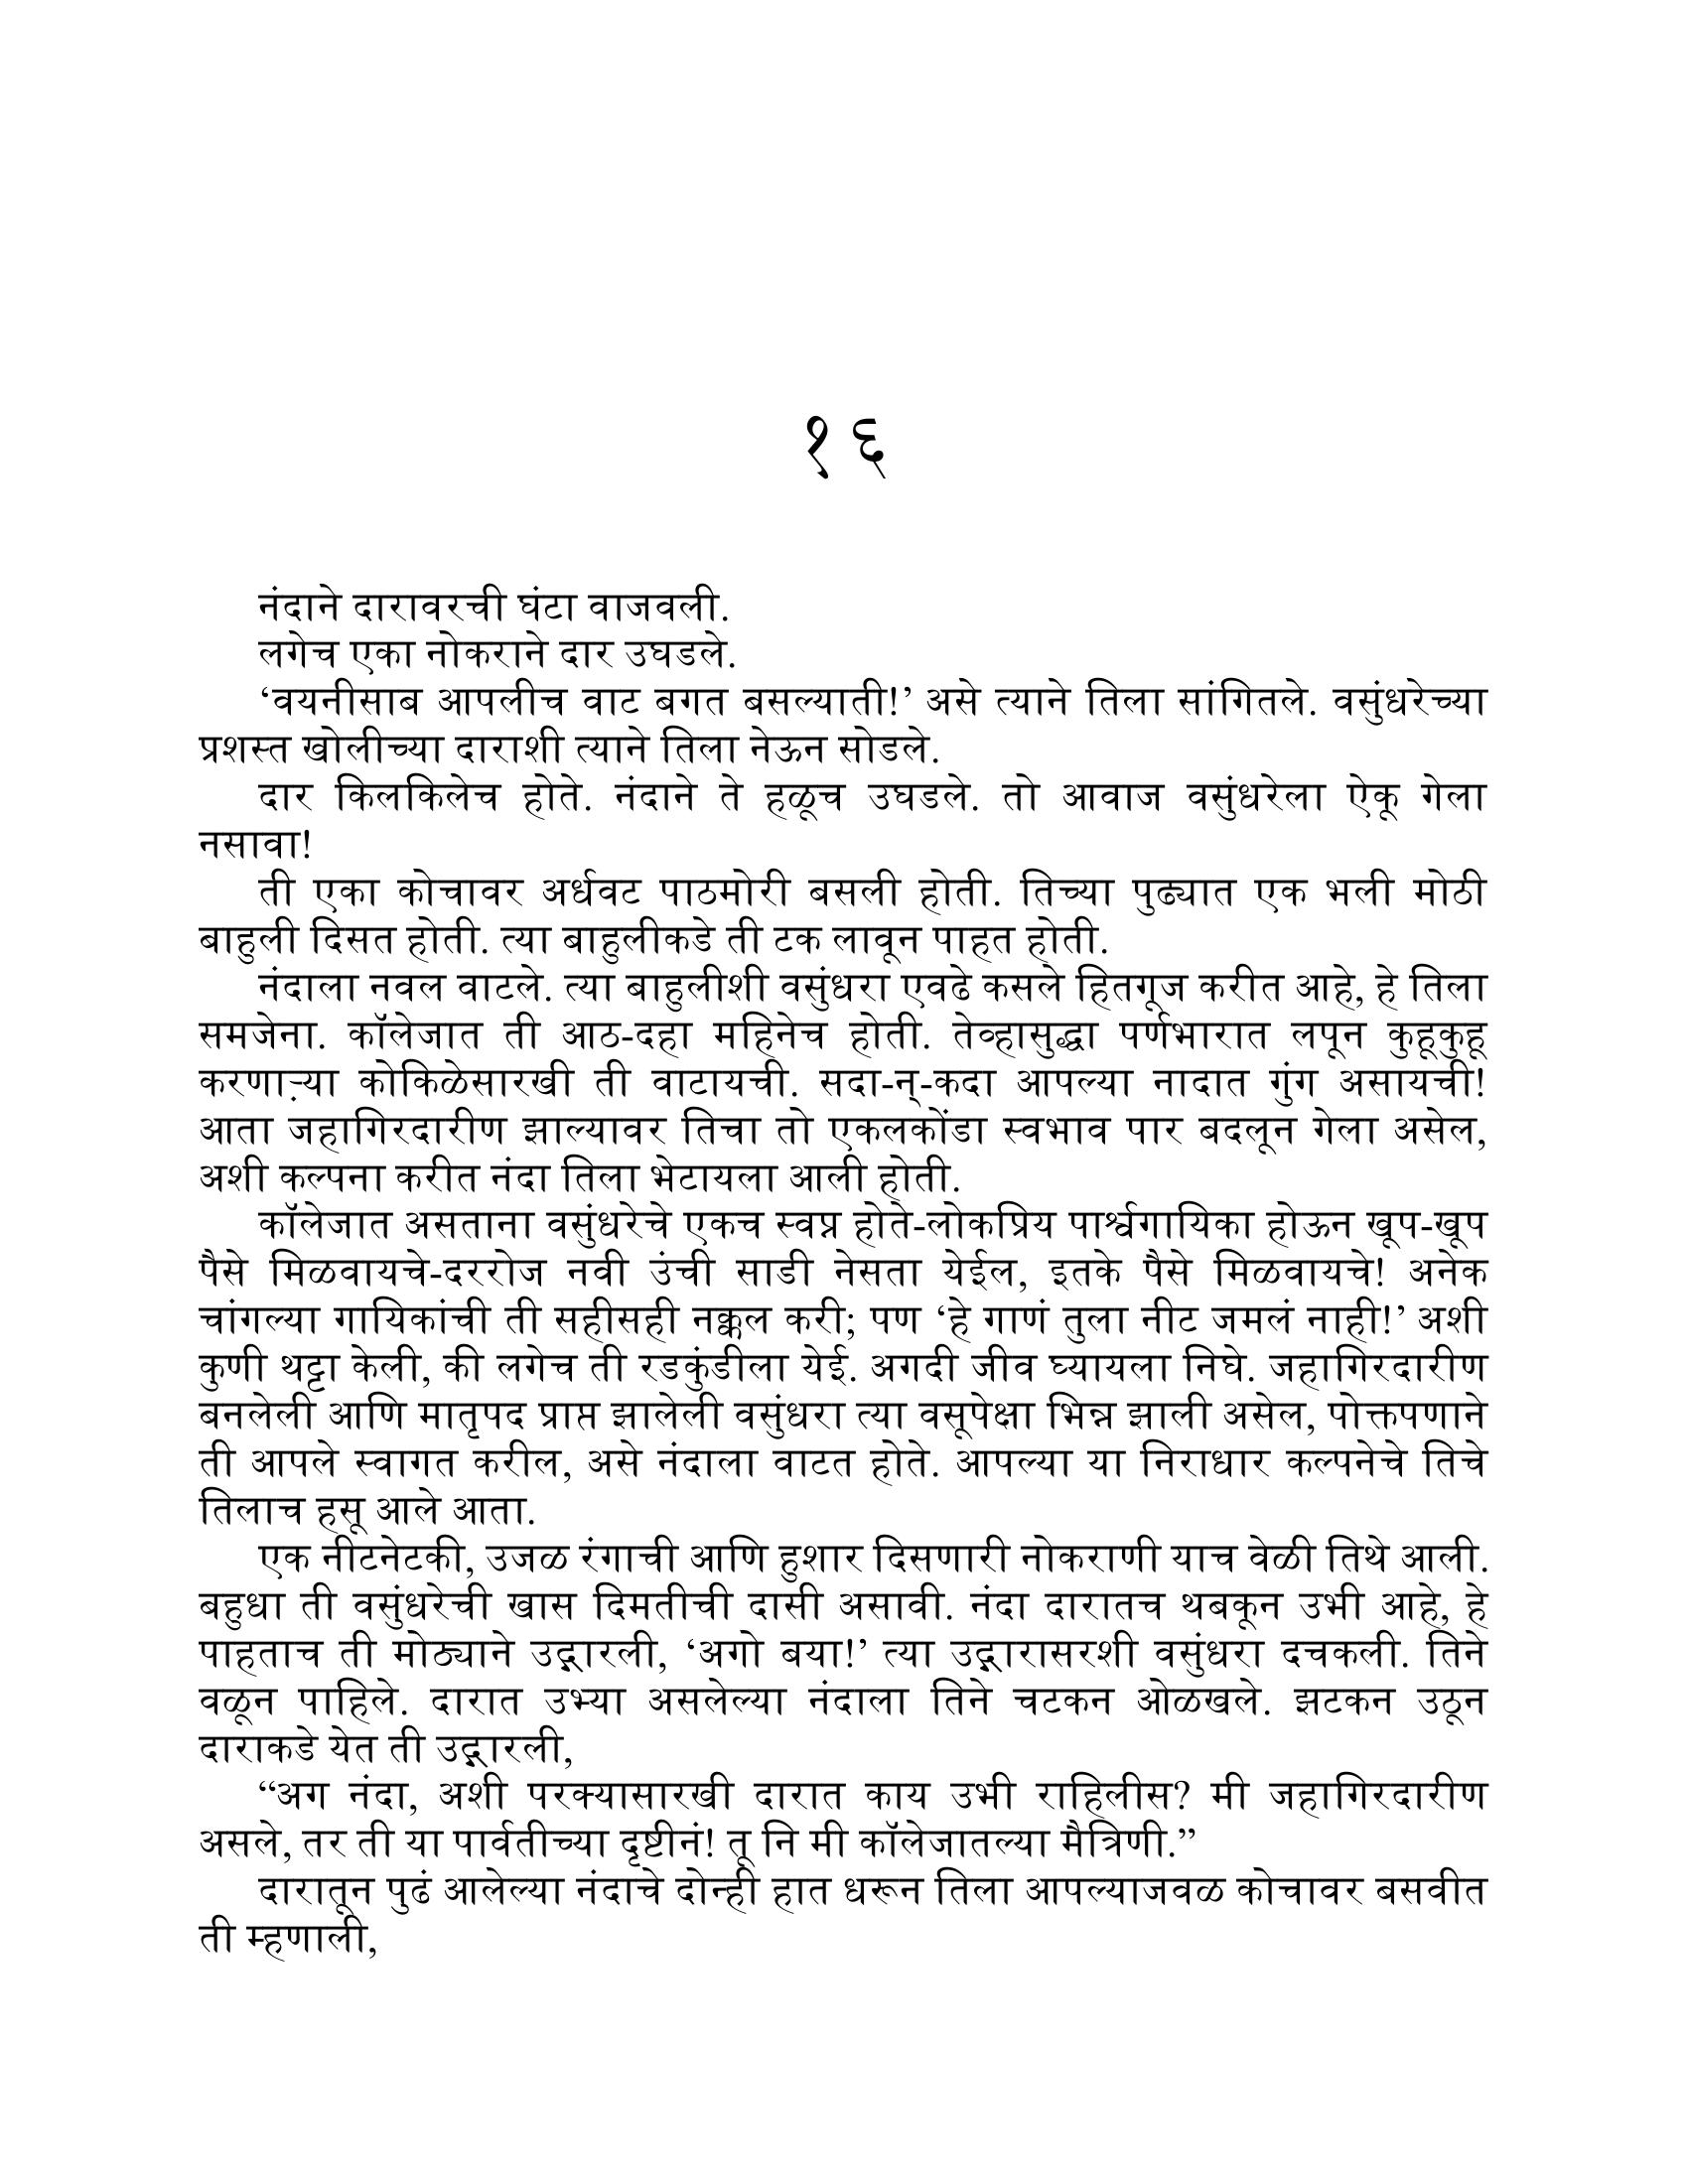 १६
नंदाने दारावरची घंटा वाजवली.
लगेच एका नोकराने दार उघडले.
‘वयनीसाब आपलीच वाट बगत बसल्याती!’ असे त्याने तिला सांगितले. वसुंधरेच्या
प्रशस्त खोलीच्या दाराशी त्याने तिला नेऊन सोडले.
दार किलकिलेच होते. नंदाने ते हळूच उघडले. तो आवाज वसुंधरेला ऐकू गेला
नसावा!
ती एका कोचावर अर्धवट पाठमोरी बसली होती. तिच्या पुढ्यात एक भली मोठी
बाहुली दिसत होती. त्या बाहुलीकडे ती टक लावून पाहत होती.
नंदाला नवल वाटले. त्या बाहुलीशी वसुंधरा एवढे कसले हितगूज करीत आहे, हे तिला
समजेना. कॉलेजात ती आठ-दहा महिनेच होती. तेव्हासुद्धा पर्णभारात लपून कुहूकुहू
करणाऱ्या कोकिळेसारखी ती वाटायची. सदा-न्-कदा आपल्या नादात गुंग असायची!
आता जहागिरदारीण झाल्यावर तिचा तो एकलकोंडा स्वभाव पार बदलून गेला असेल,
अशी कल्पना करीत नंदा तिला भेटायला आली होती.
कॉलेजात असताना वसुंधरेचे एकच स्वप्न होते-लोकप्रिय पार्श्वगायिका होऊन खूप-खूप
पैसे मिळवायचे-दररोज नवी उंची साडी नेसता येईल, इतके पैसे मिळवायचे! अनेक
चांगल्या गायिकांची ती सहीसही नक्कल करी; पण ‘हे गाणं तुला नीट जमलं नाही!’ अशी
कुणी थट्टा केली, की लगेच ती रडकुंडीला येई. अगदी जीव घ्यायला निघे. जहागिरदारीण
बनलेली आणि मातृपद प्राप्त झालेली वसुंधरा त्या वसूपेक्षा भिन्न झाली असेल, पोक्तपणाने
ती आपले स्वागत करील, असे नंदाला वाटत होते. आपल्या या निराधार कल्पनेचे तिचे
तिलाच हसू आले आता.
एक नीटनेटकी, उजळ रंगाची आणि हुशार दिसणारी नोकराणी याच वेळी तिथे आली.
बहुधा ती वसुंधरेची खास दिमतीची दासी असावी. नंदा दारातच थबकून उभी आहे, हे
पाहताच ती मोठ्याने उद्गारली, ‘अगो बया!’ त्या उद्गारासरशी वसुंधरा दचकली. तिने
वळून पाहिले. दारात उभ्या असलेल्या नंदाला तिने चटकन ओळखले. झटकन उठून
दाराकडे येत ती उद्गारली,
“अग नंदा, अशी परक्यासारखी दारात काय उभी राहिलीस? मी जहागिरदारीण
असले, तर ती या पार्वतीच्या दृष्टीनं! तू नि मी कॉलेजातल्या मैत्रिणी.”
दारातून पुढं आलेल्या नंदाचे दोन्ही हात धरून तिला आपल्याजवळ कोचावर बसवीत
ती म्हणाली,